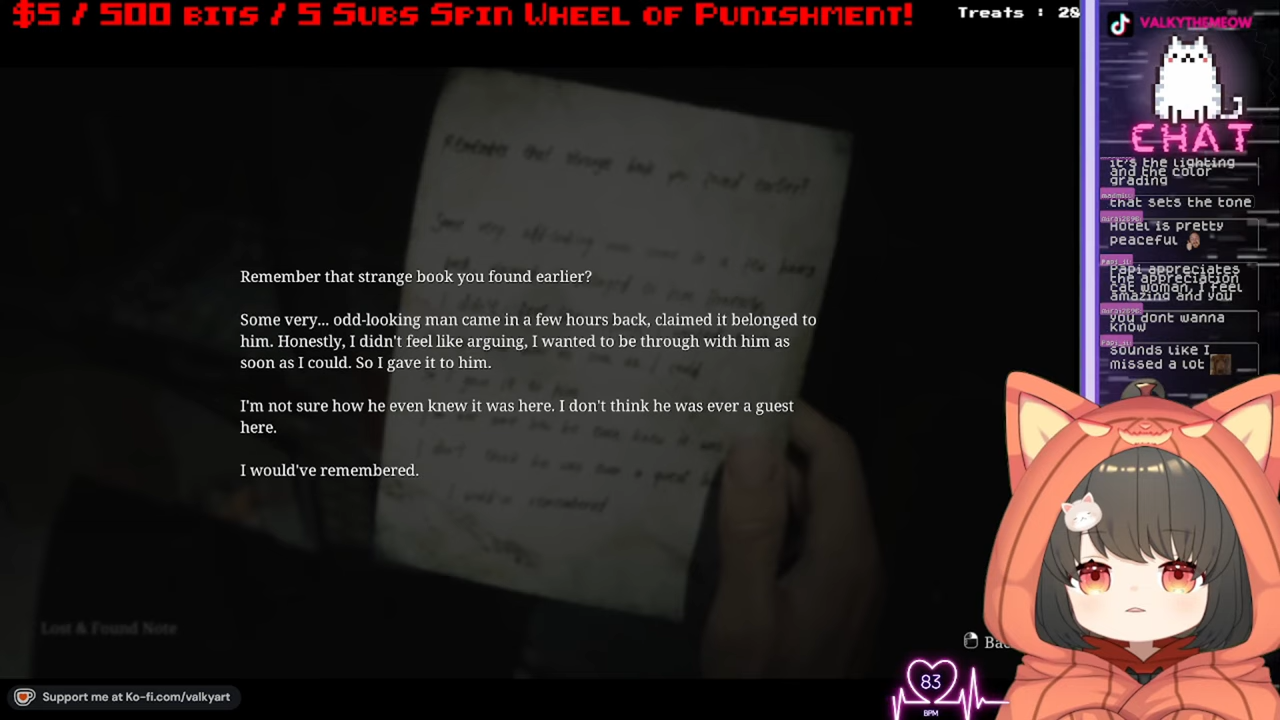 $5 / 500 bits / 5 Subs Spin Wheel of Punishment!
Treats : 28
VALKYTHEMEOW
CHAT
it's the lighting
and the color
grading
that sets the tone
Hotel is pretty
peaceful
Papi appreciates
the appreciation
cat woman, I feel
amazing and you
you dont wanna
know
sounds like I
missed a lot
Remember that strange book you found earlier?
Some very... odd-looking man came in a few hours back, claimed it belonged to
him. Honestly, I didn't feel like arguing, I wanted to be through with him as
soon as I could. So I gave it to him.
I'm not sure how he even knew it was here. I don't think he was ever a guest
here.
I would've remembered.
Lost & Found Note
83
BPM
Support me at Ko-fi.com/valkyart